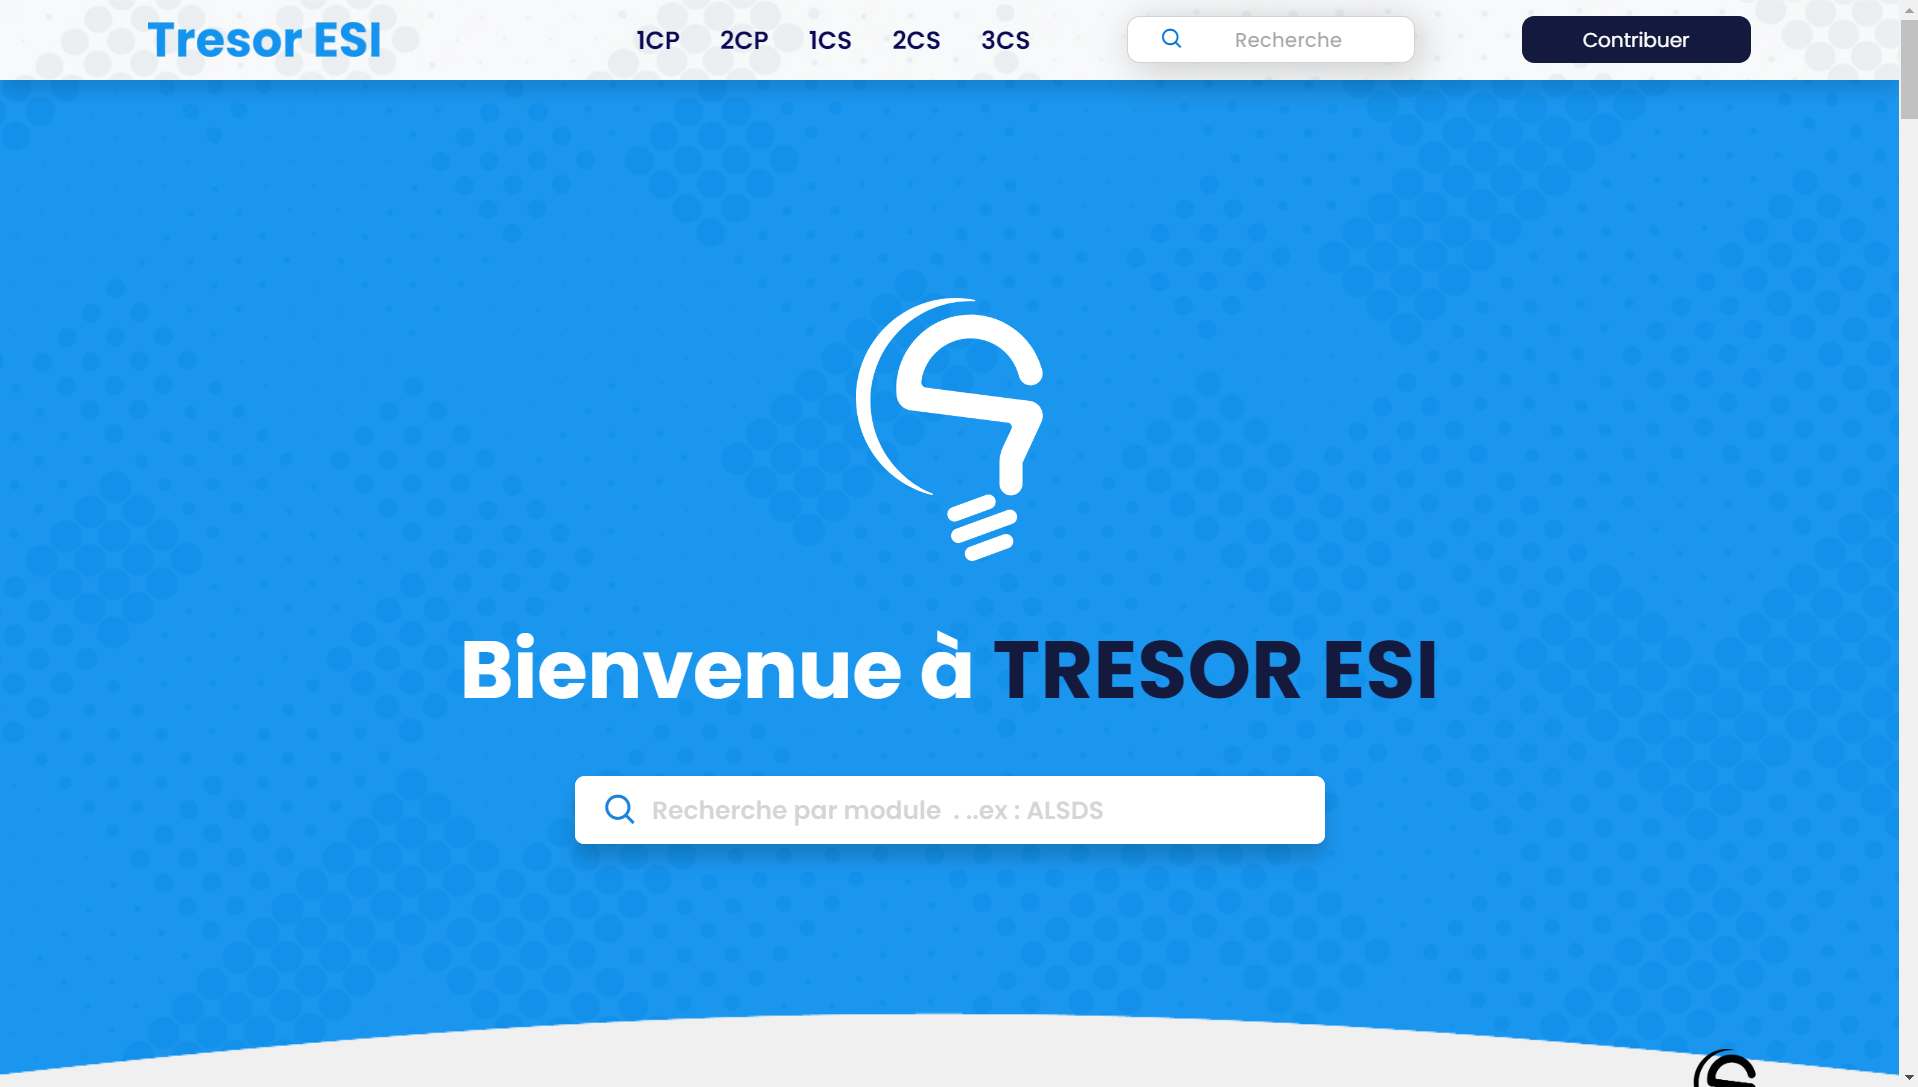 Tresor ESI
1CP 2CP 1CS 2CS 3CS
Recherche
Contribuer
Bienvenue à TRESOR ESI
Recherche par module . ..ex : ALSDS